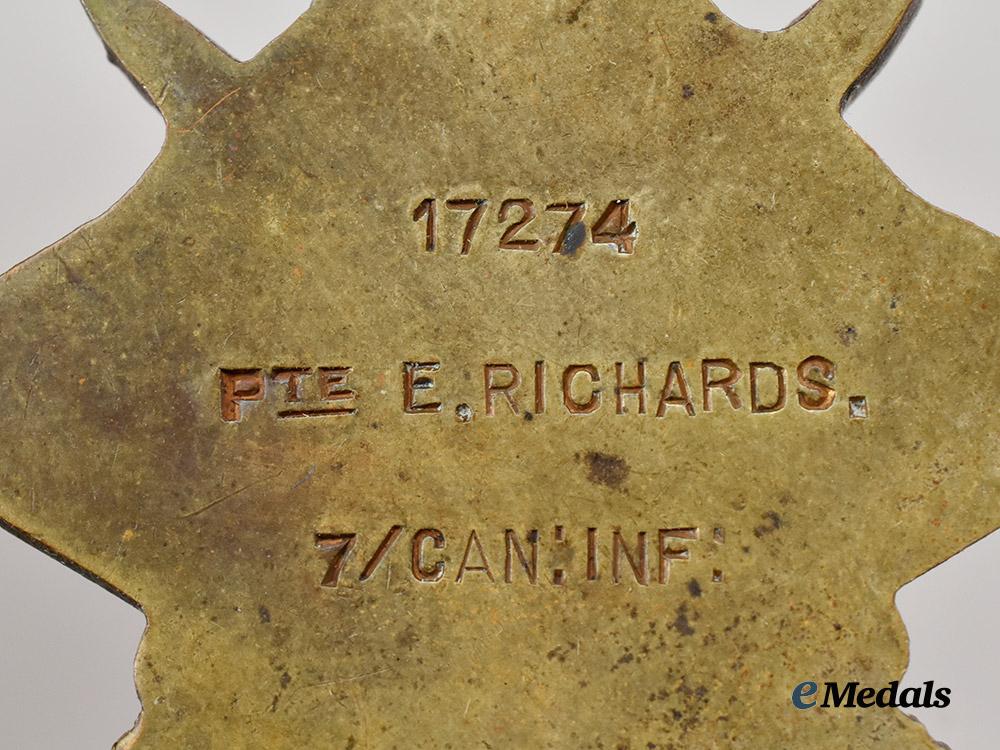 17274
PTE E. RICHARDS.
7/CAN:INF:
eMedals